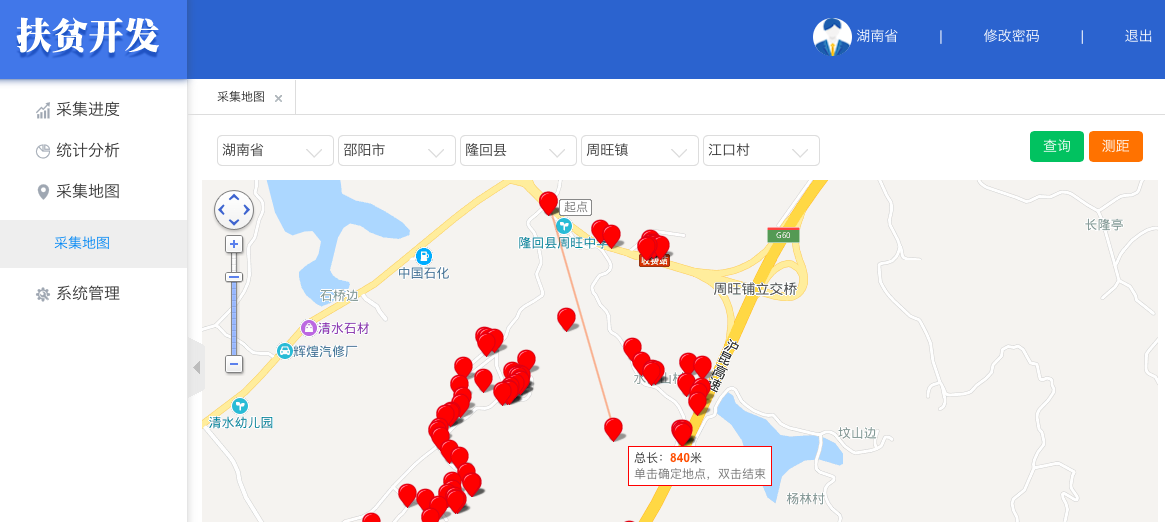 扶贫开发
湖南省 | 修改密码 | 退出
采集进度
统计分析
采集地图
采集地图
系统管理
采集地图 ×
湖南省 邵阳市 隆回县 周旺镇 江口村
查询 测距
起点
长隆亭
G60
隆回县周旺中学
收费站
中国石化
周旺铺立交桥
石桥边
清水石材
辉煌汽修厂
沪昆高速
清水幼儿园
坟山边
总长：840米
单击确定地点，双击结束
杨林村